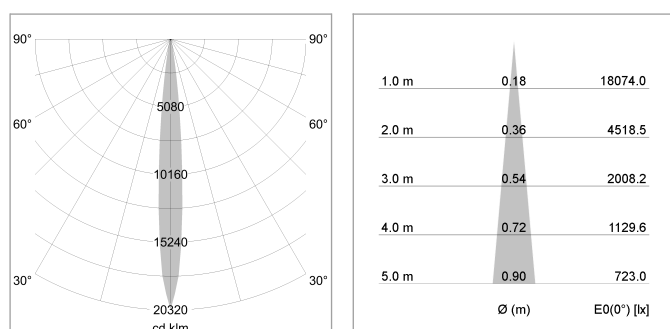 90° 90°
5080
60° 60°
10160
15240
30° 30°
20320
cd klm
1.0 m 0.18 18074.0
2.0 m 0.36 4518.5
3.0 m 0.54 2008.2
4.0 m 0.72 1129.6
5.0 m 0.90 723.0
Ø (m) E0(0°) [lx]